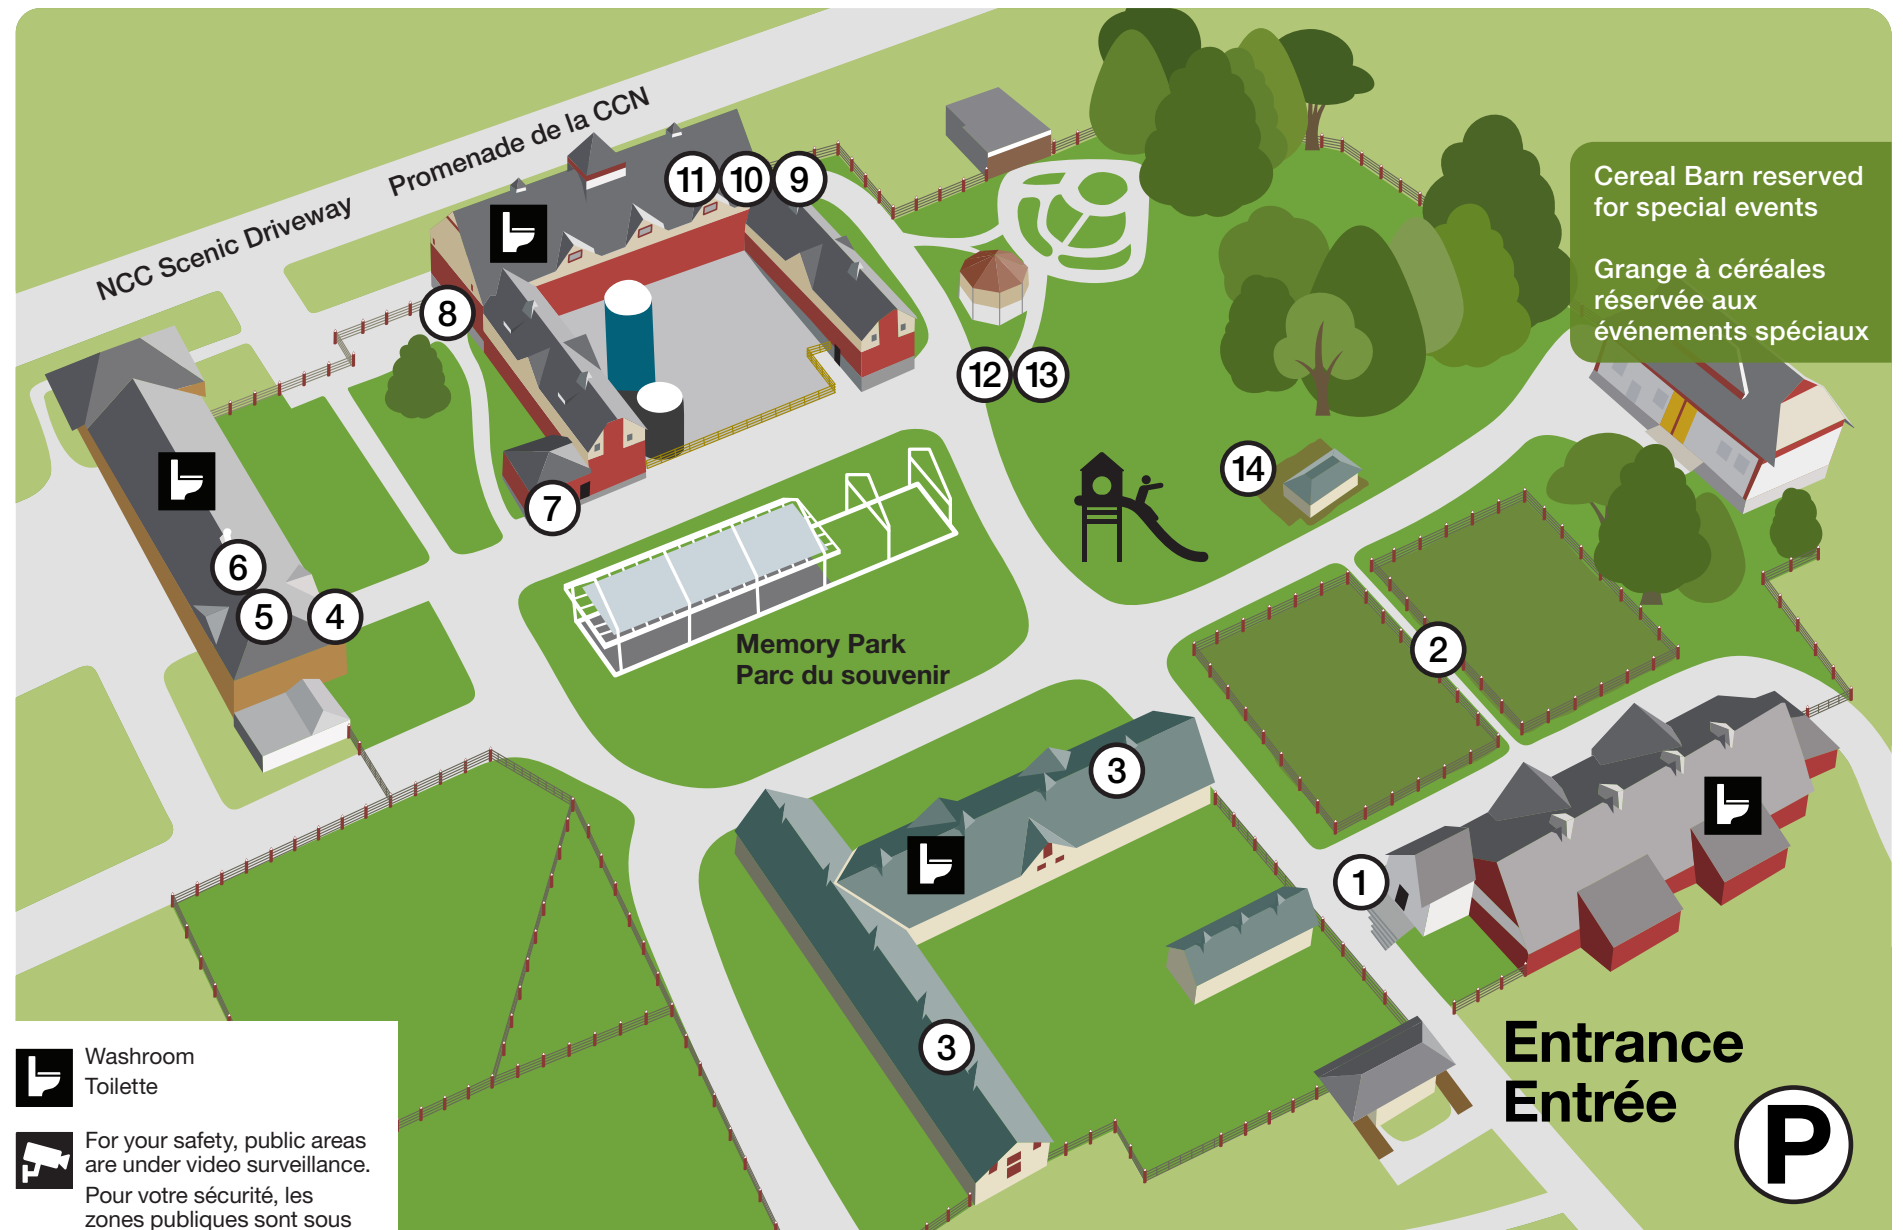 NCC Scenic Driveway Promenade de la CCN
11 10 9
Cereal Barn reserved
for special events
Grange à céréales
réservée aux
événements spéciaux
8
12 13
14
7
6
5 4
2
Memory Park
Parc du souvenir
3
1
3
Entrance
Entrée
P
Washroom
Toilette
For your safety, public areas
are under video surveillance.
Pour votre sécurité, les
zones publiques sont sous